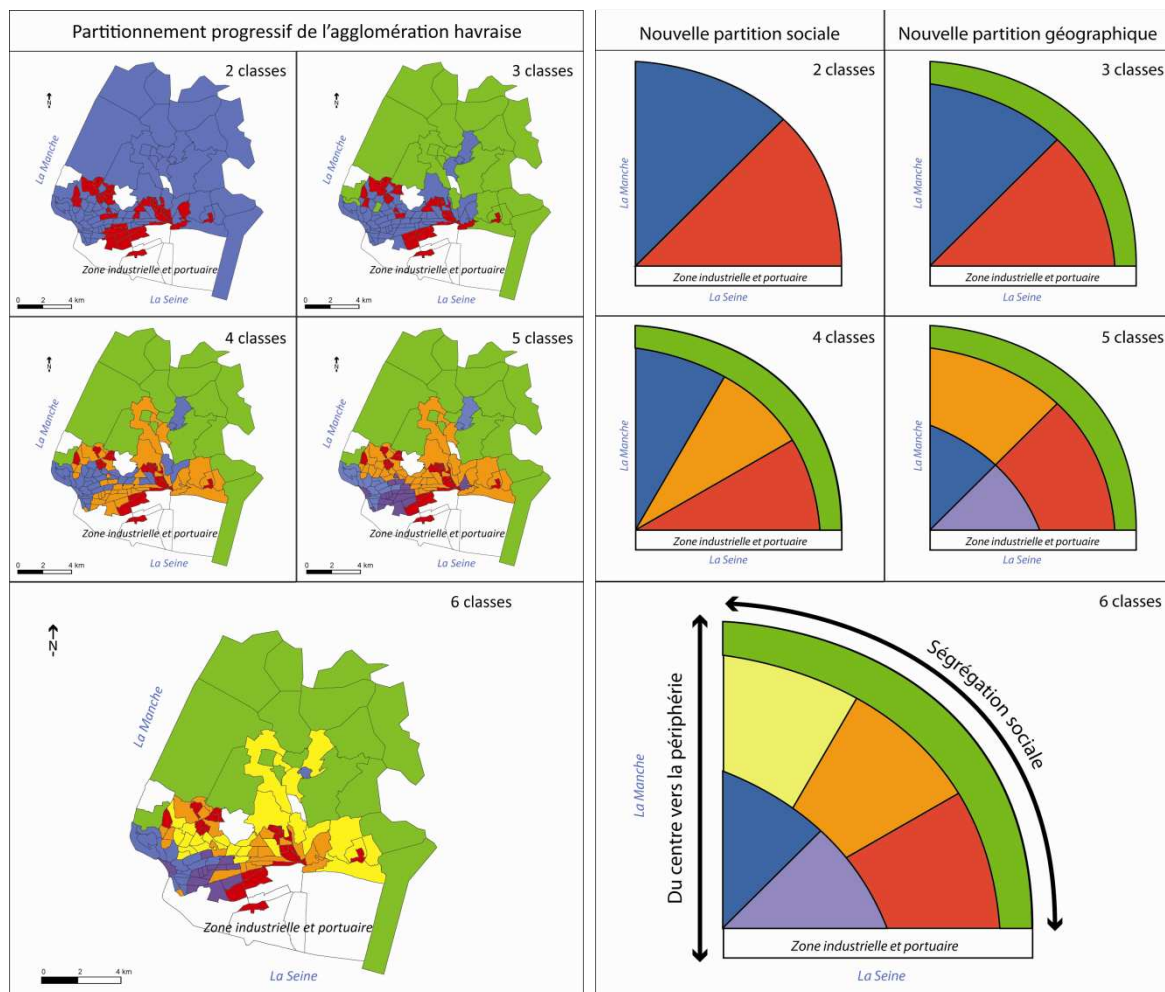 Partitionnement progressif de l'agglomération havraise
2 classes
N
La Manche
Zone industrielle et portuaire
0 2 4 km
La Seine
3 classes
La Manche
Zone industrielle et portuaire
La Seine
4 classes
N
La Manche
Zone industrielle et portuaire
0 2 4 km
La Seine
5 classes
N
La Manche
Zone industrielle et portuaire
0 2 4 km
La Seine
6 classes
N
La Manche
Zone industrielle et portuaire
0 2 4 km
La Seine
Nouvelle partition sociale
Nouvelle partition géographique
2 classes
La Manche
Zone industrielle et portuaire
La Seine
3 classes
La Manche
Zone industrielle et portuaire
La Seine
4 classes
La Manche
Zone industrielle et portuaire
La Seine
5 classes
La Manche
Zone industrielle et portuaire
La Seine
6 classes
Ségrégation sociale
Du centre vers la périphérie
La Manche
Zone industrielle et portuaire
La Seine